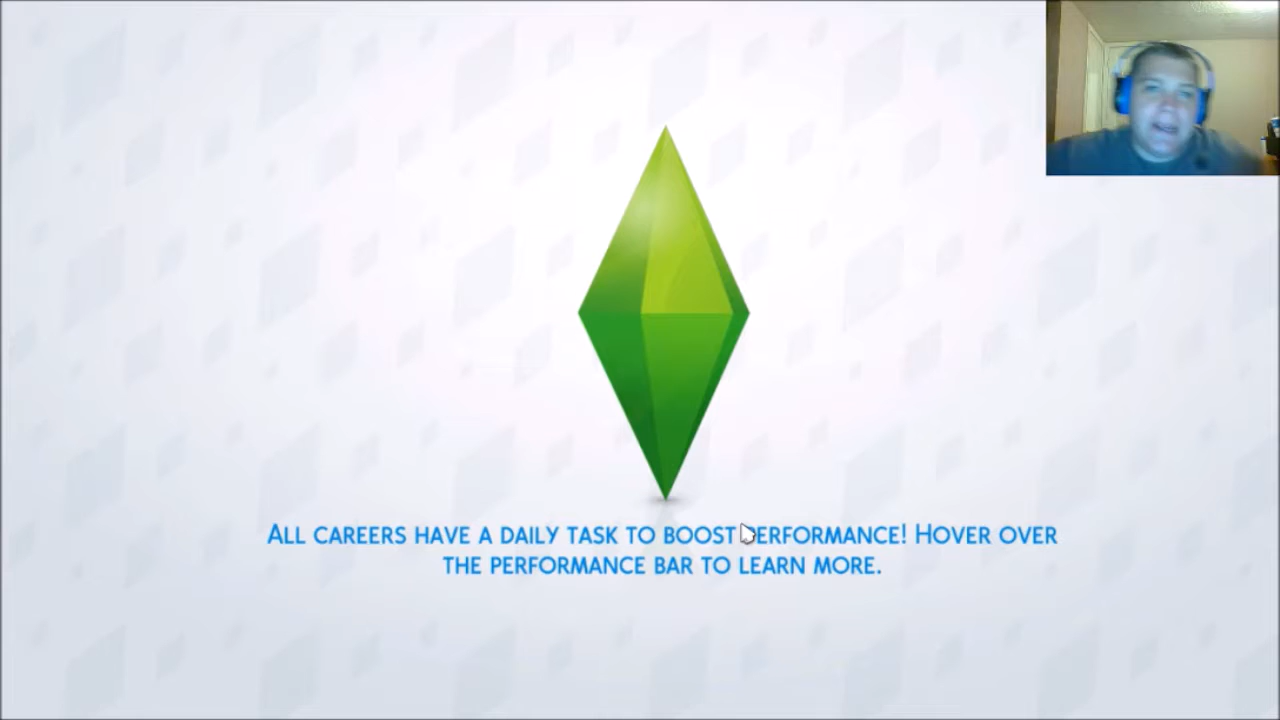 All careers have a daily task to boost performance! Hover over
the performance bar to learn more.